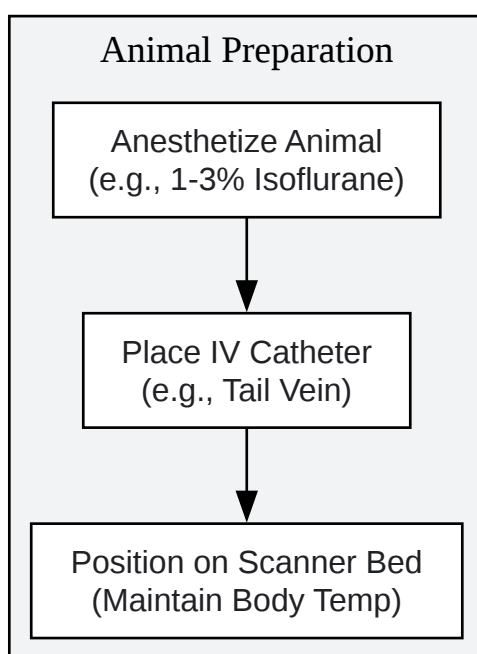 Animal Preparation
Anesthetize Animal
(e.g., 1-3% Isoflurane)
Place IV Catheter
(e.g., Tail Vein)
Position on Scanner Bed
(Maintain Body Temp)